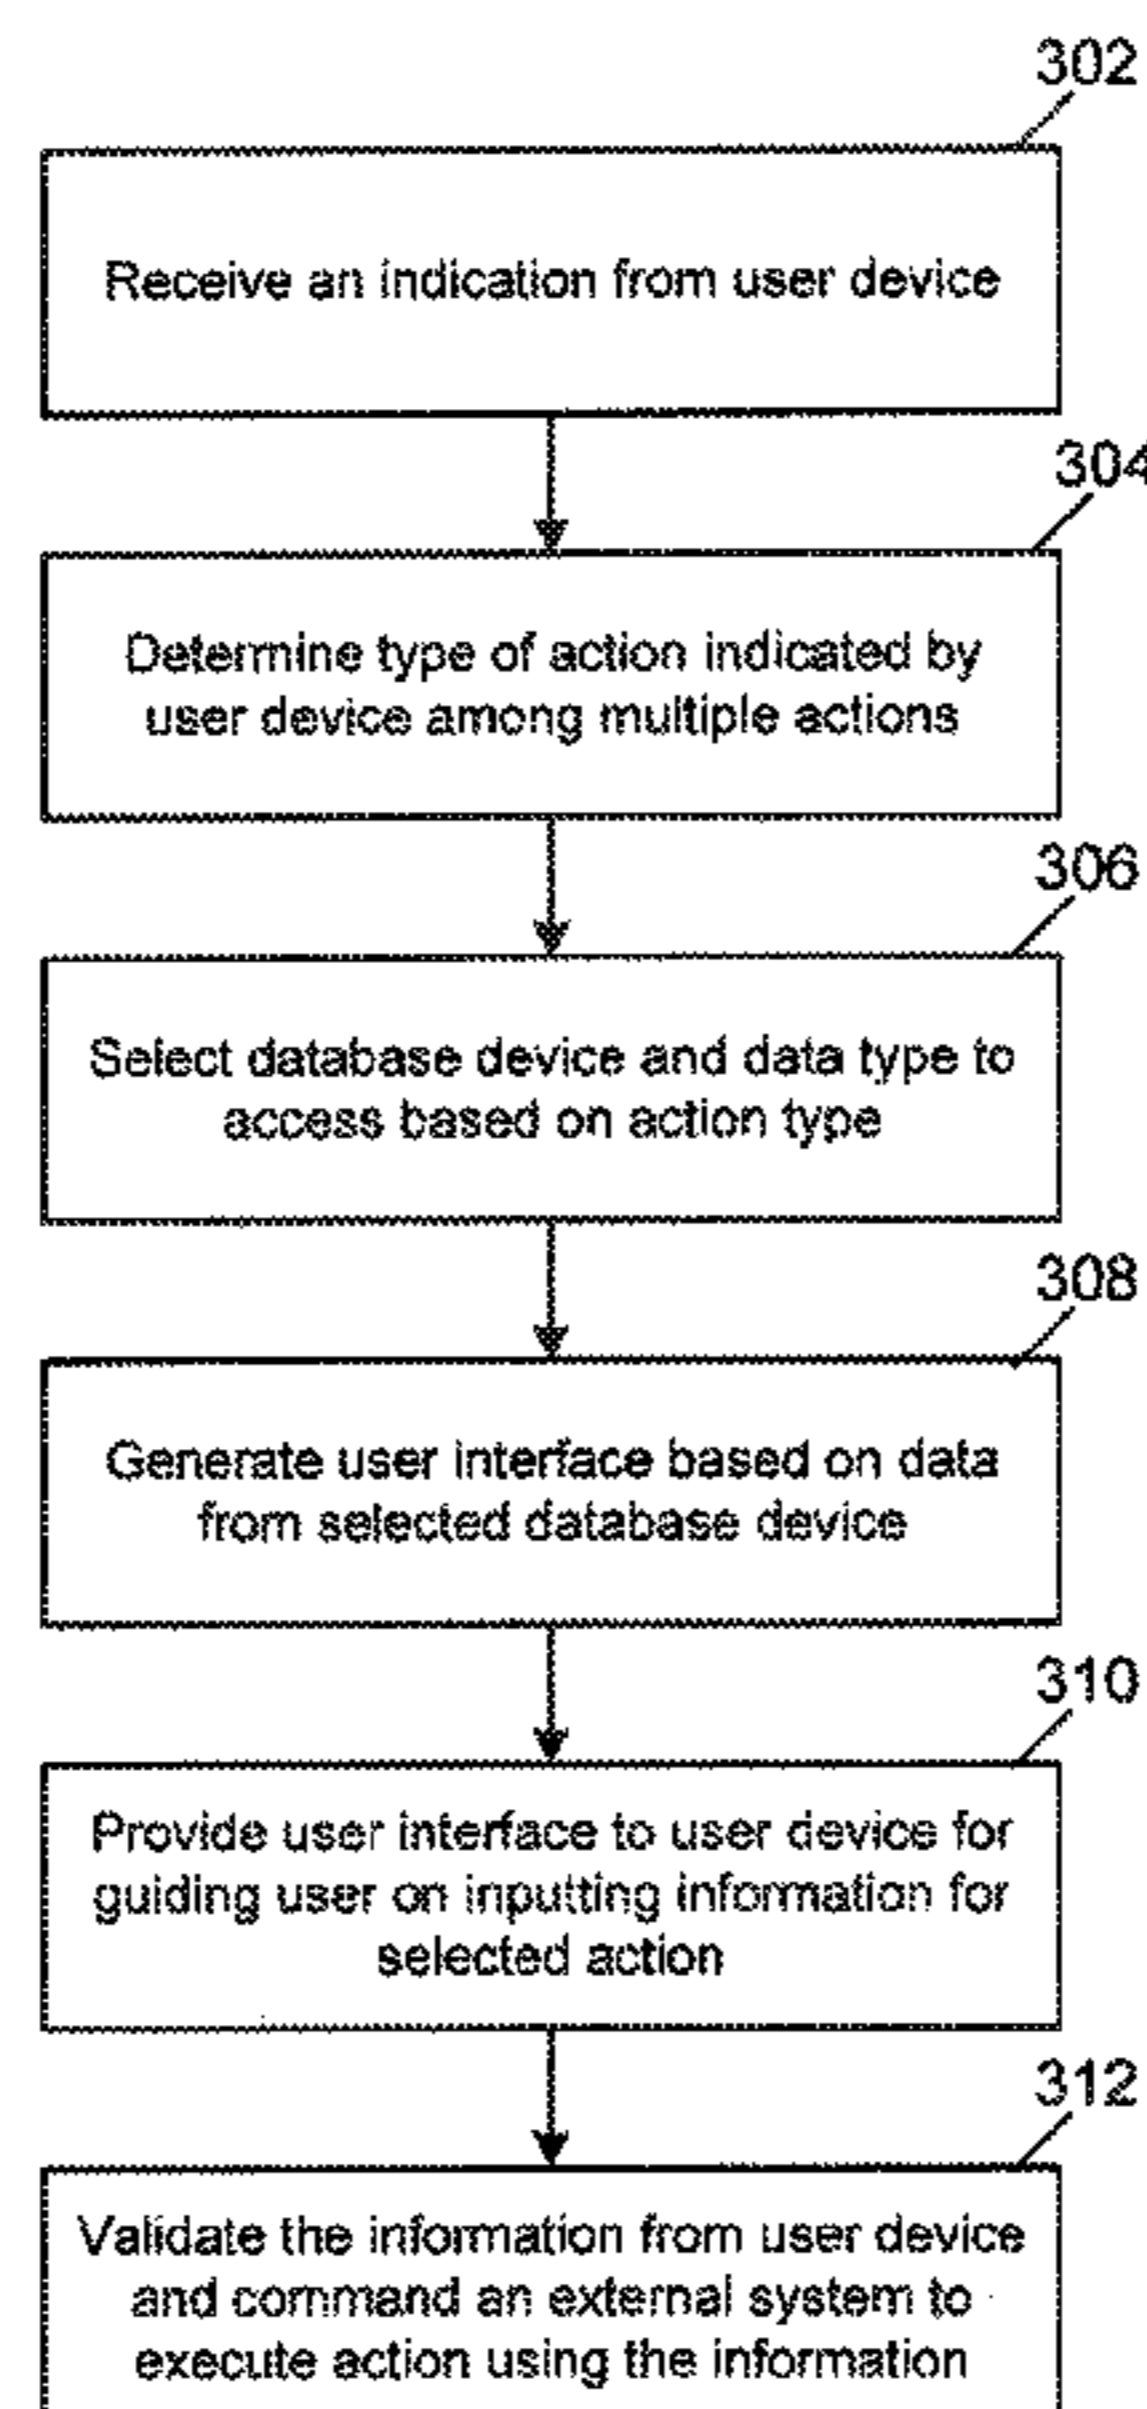 302
Receive an indication from user device
304
Determine type of action indicated by
user device among multiple actions
306
Select database device and data type to
access based on action type
308
Generate user interface based on data
from selected database device
310
Provide user interface to user device for
guiding user on inputting information for
selected action
312
Validate the information from user device
and command an external system to
execute action using the information